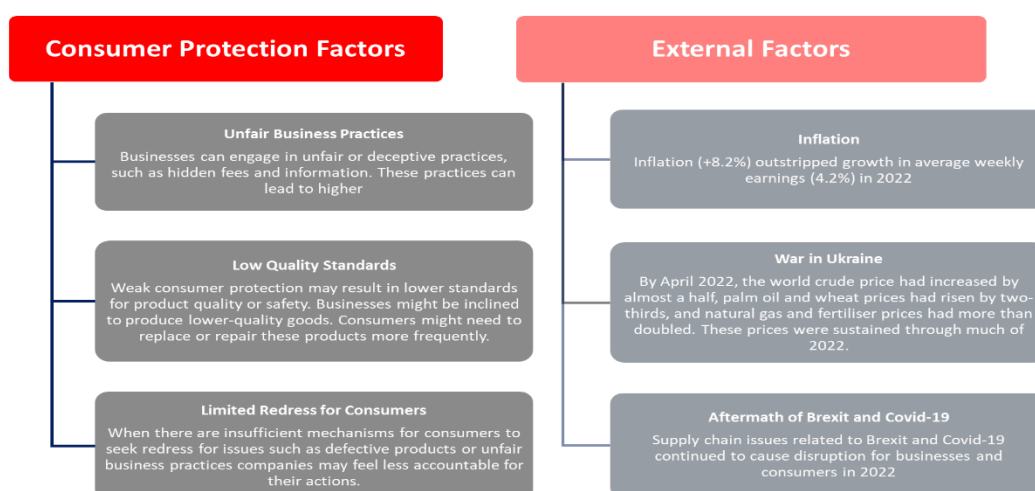 Consumer Protection Factors
Unfair Business Practices
Businesses can engage in unfair or deceptive practices,
such as hidden fees and information. These practices can
lead to higher
Low Quality Standards
Weak consumer protection may result in lower standards
for product quality or safety. Businesses might be inclined
to produce lower-quality goods. Consumers might need to
replace or repair these products more frequently.
Limited Redress for Consumers
When there are insufficient mechanisms for consumers to
seek redress for issues such as defective products or unfair
business practices companies may feel less accountable for
their actions.
External Factors
Inflation
Inflation (+8.2%) outstripped growth in average weekly
earnings (4.2%) in 2022
War in Ukraine
By April 2022, the world crude price had increased by
almost a half, palm oil and wheat prices had risen by two-
thirds, and natural gas and fertiliser prices had more than
doubled. These prices were sustained through much of
2022.
Aftermath of Brexit and Covid-19
Supply chain issues related to Brexit and Covid-19
continued to cause disruption for businesses and
consumers in 2022